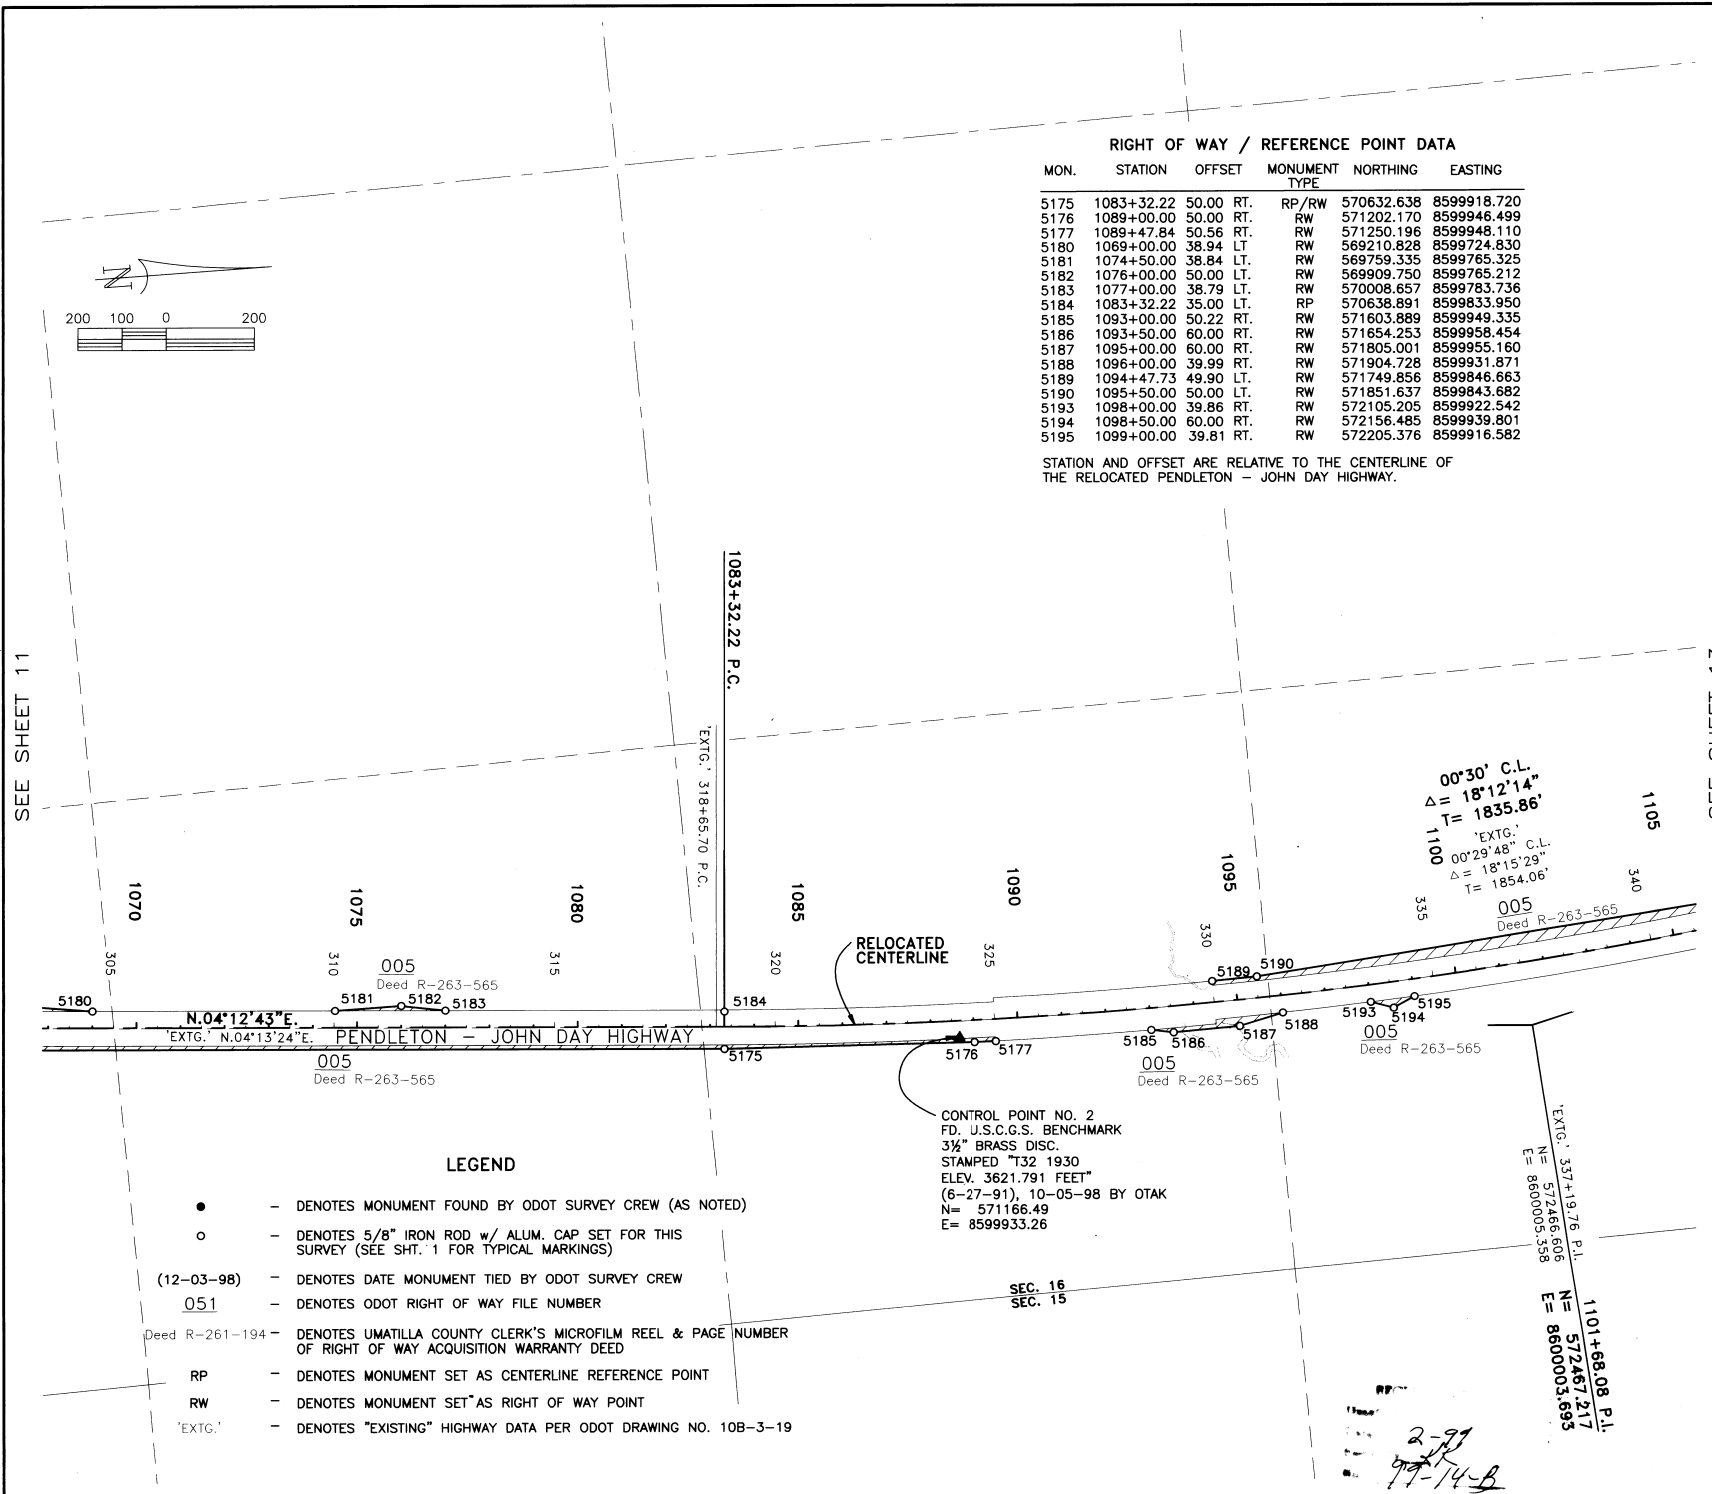 RIGHT OF WAY / REFERENCE POINT DATA
MON. STATION OFFSET MONUMENT TYPE NORTHING EASTING
5175 1083+32.22 50.00 RT. RP/RW 570632.638 8599918.720
5176 1089+00.00 50.00 RT. RW 571202.170 8599946.499
5177 1089+47.84 50.56 RT. RW 571250.196 8599948.110
5180 1069+00.00 38.94 LT RW 569210.828 8599724.830
5181 1074+50.00 38.84 LT. RW 569759.335 8599765.325
5182 1076+00.00 50.00 LT. RW 569909.750 8599765.212
5183 1077+00.00 38.79 LT. RW 570008.657 8599783.736
5184 1083+32.22 35.00 LT. RP 570638.891 8599833.950
5185 1093+00.00 50.22 RT. RW 571603.889 8599949.335
5186 1093+50.00 60.00 RT. RW 571654.253 8599958.454
5187 1095+00.00 60.00 RT. RW 571805.001 8599955.160
5188 1096+00.00 39.99 RT. RW 571904.728 8599931.871
5189 1094+47.73 49.90 LT. RW 571749.856 8599846.663
5190 1095+50.00 50.00 LT. RW 571851.637 8599843.682
5193 1098+00.00 39.86 RT. RW 572105.205 8599922.542
5194 1098+50.00 60.00 RT. RW 572156.485 8599939.801
5195 1099+00.00 39.81 RT. RW 572205.376 8599916.582
STATION AND OFFSET ARE RELATIVE TO THE CENTERLINE OF
THE RELOCATED PENDLETON – JOHN DAY HIGHWAY.
N
200 100 0 200
SEE SHEET 11
1083+32.22 P.C.
'EXTG.' 318+65.70 P.C.
00°30' C.L.
Δ= 18°12'14"
T= 1835.86'
'EXTG.'
00°29'48" C.L.
Δ= 18°15'29"
T= 1854.06'
005
Deed R-263-565
1070
1075
1080
1085
1090
1095
1100
1105
305
310
315
320
325
330
335
340
005
Deed R-263-565
RELOCATED
CENTERLINE
5180
5181
5182
5183
5184
5189
5190
N.04°12'43"E.
'EXTG.' N.04°13'24"E.
PENDLETON – JOHN DAY HIGHWAY
5175
5176
5177
5185
5186
5187
5188
5193
5194
5195
005
Deed R-263-565
005
Deed R-263-565
005
Deed R-263-565
CONTROL POINT NO. 2
FD. U.S.C.G.S. BENCHMARK
3½" BRASS DISC.
STAMPED "T32 1930
ELEV. 3621.791 FEET"
(6-27-91), 10-05-98 BY OTAK
N= 571166.49
E= 8599933.26
'EXTG.' 337+19.76 P.I.
N= 572466.606
E= 8600005.358
1101+68.08 P.I.
N= 572467.217
E= 8600003.693
SEC. 16
SEC. 15
LEGEND
– DENOTES MONUMENT FOUND BY ODOT SURVEY CREW (AS NOTED)
– DENOTES 5/8" IRON ROD w/ ALUM. CAP SET FOR THIS
SURVEY (SEE SHT. 1 FOR TYPICAL MARKINGS)
(12-03-98) – DENOTES DATE MONUMENT TIED BY ODOT SURVEY CREW
051 – DENOTES ODOT RIGHT OF WAY FILE NUMBER
Deed R-261-194 – DENOTES UMATILLA COUNTY CLERK'S MICROFILM REEL & PAGE NUMBER
OF RIGHT OF WAY ACQUISITION WARRANTY DEED
RP – DENOTES MONUMENT SET AS CENTERLINE REFERENCE POINT
RW – DENOTES MONUMENT SET AS RIGHT OF WAY POINT
'EXTG.' – DENOTES "EXISTING" HIGHWAY DATA PER ODOT DRAWING NO. 10B-3-19
2-99
99-14-B